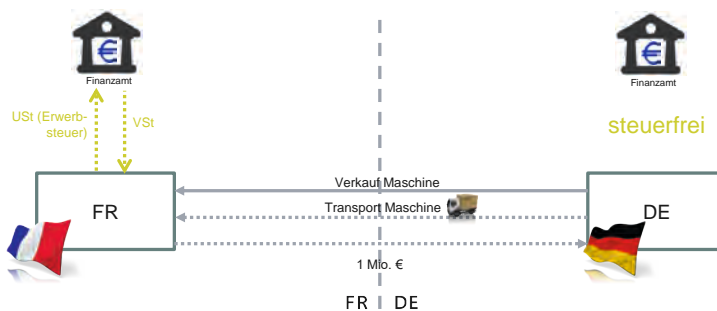 Finanzamt
Finanzamt
USt (Erwerb-
steuer)
VSt
steuerfrei
Verkauf Maschine
FR
Transport Maschine
DE
1 Mio. €
FR
DE